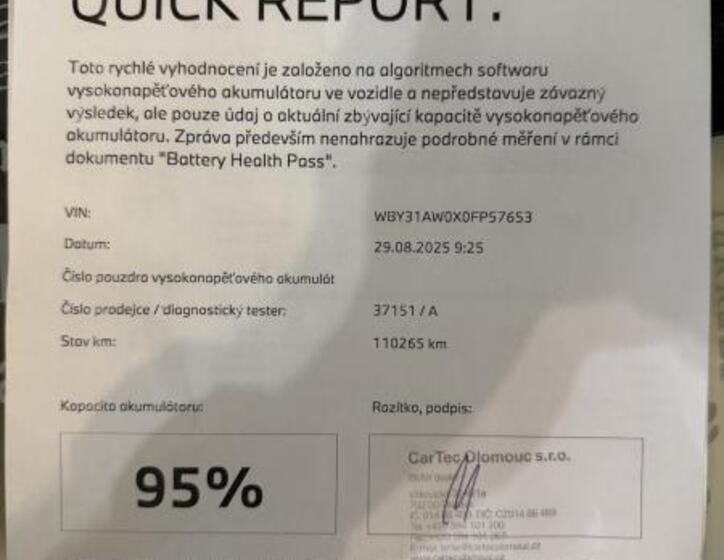 QUICK REPORT.
Toto rychlé vyhodnocení je založeno na algoritmech softwaru
vysokonapěťového akumulátoru ve vozidle a nepředstavuje závazný
výsledek, ale pouze údaj o aktuální zbývající kapacitě vysokonapěťového
akumulátoru. Zpráva především nenahrazuje podrobné měření v rámci
dokumentu "Battery Health Pass".
VIN: WBY31AW0X0FP57653
Datum: 29.08.2025 9:25
Číslo pouzdra vysokonapěťového akumulát
Číslo prodejce / diagnostický tester: 37151 / A
Stav km: 110265 km
Kapacita akumulátoru: Razítko, podpis:
95%
CarTec Olomouc s.r.o.